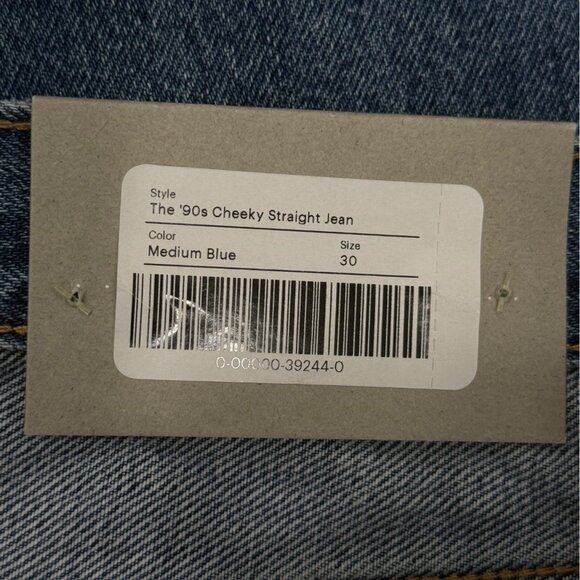 Style
The '90s Cheeky Straight Jean
Color Size
Medium Blue 30
0-00000-39244-0